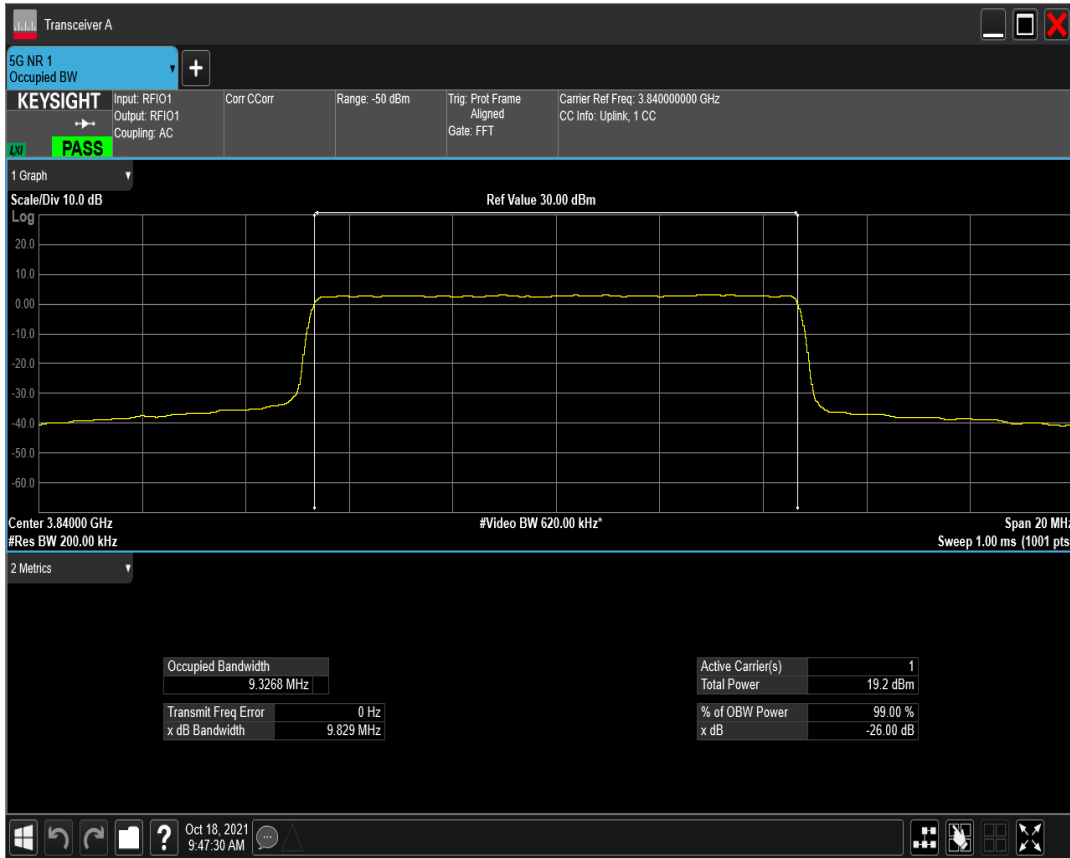 Transceiver A
5G NR 1
Occupied BW
KEYSIGHT
LXI
PASS
Input: RFIO1
Output: RFIO1
Coupling: AC
Corr CCorr
Range: -50 dBm
Trig: Prot Frame
Aligned
Gate: FFT
Carrier Ref Freq: 3.840000000 GHz
CC Info: Uplink, 1 CC
1 Graph
Scale/Div 10.0 dB
Ref Value 30.00 dBm
Log
20.0
10.0
0.00
-10.0
-20.0
-30.0
-40.0
-50.0
-60.0
Center 3.84000 GHz
#Video BW 620.00 kHz*
Span 20 MHz
#Res BW 200.00 kHz
Sweep 1.00 ms (1001 pts
2 Metrics
Occupied Bandwidth
9.3268 MHz
Transmit Freq Error 0 Hz
x dB Bandwidth 9.829 MHz
Active Carrier(s) 1
Total Power 19.2 dBm
% of OBW Power 99.00 %
x dB -26.00 dB
?
Oct 18, 2021
9:47:30 AM